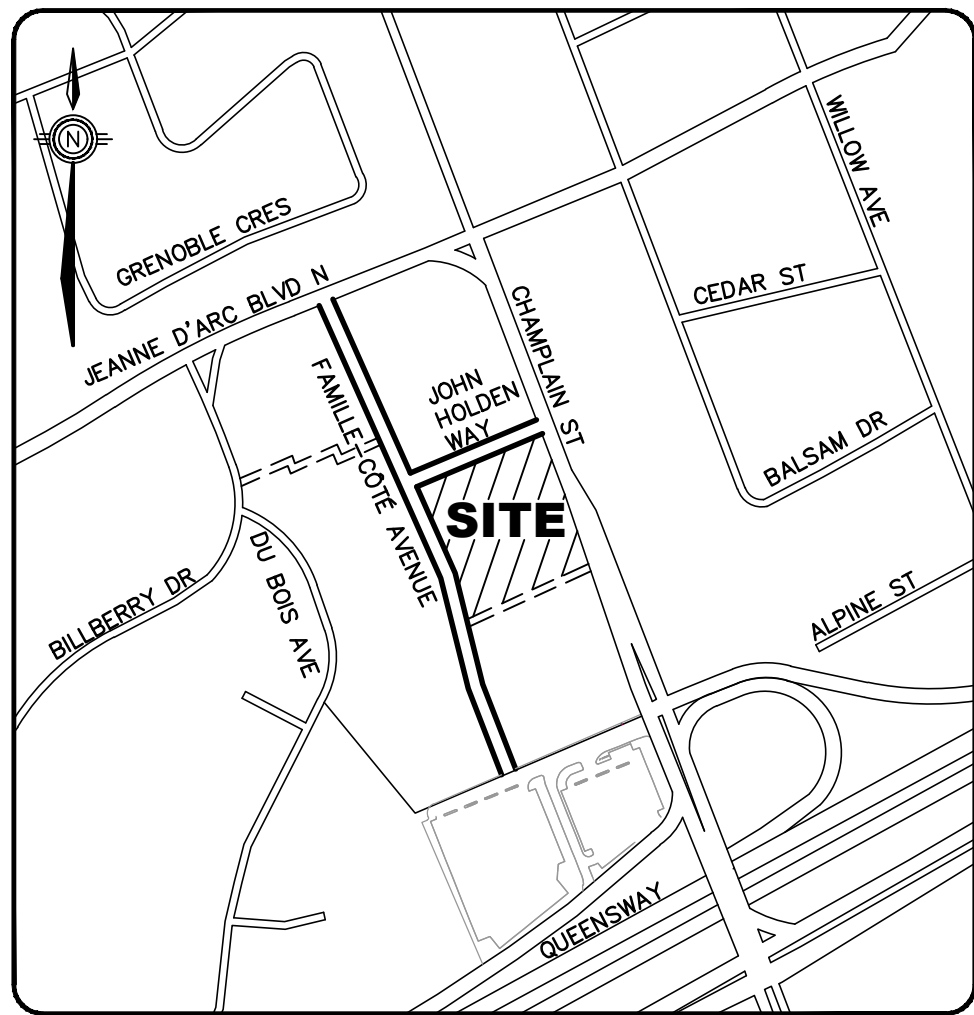 N
WILLOW AVE
GRENOBLE CRES
JEANNE D'ARC BLVD N
CEDAR ST
CHAMPLAIN ST
JOHN
HOLDEN
WAY
FAMILLE-CÔTÉ AVENUE
BALSAM DR
SITE
DU BOIS AVE
BILLBERRY DR
ALPINE ST
QUEENSWAY